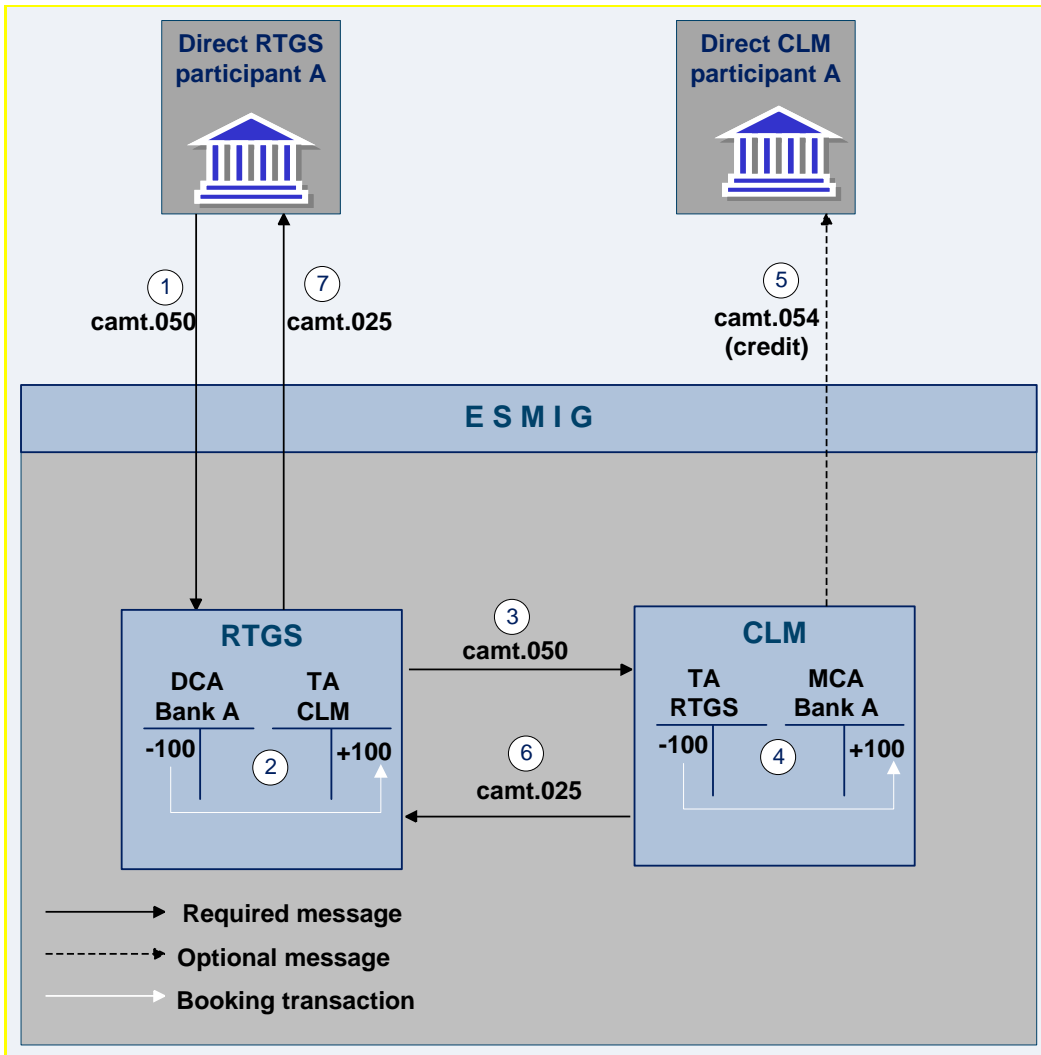 Direct RTGS
participant A
Direct CLM
participant A
1
camt.050
7
camt.025
5
camt.054
(credit)
E S M I G
RTGS
DCA
Bank A
TA
CLM
-100
2
+100
3
camt.050
6
camt.025
CLM
TA
RTGS
MCA
Bank A
-100
4
+100
Required message
Optional message
Booking transaction